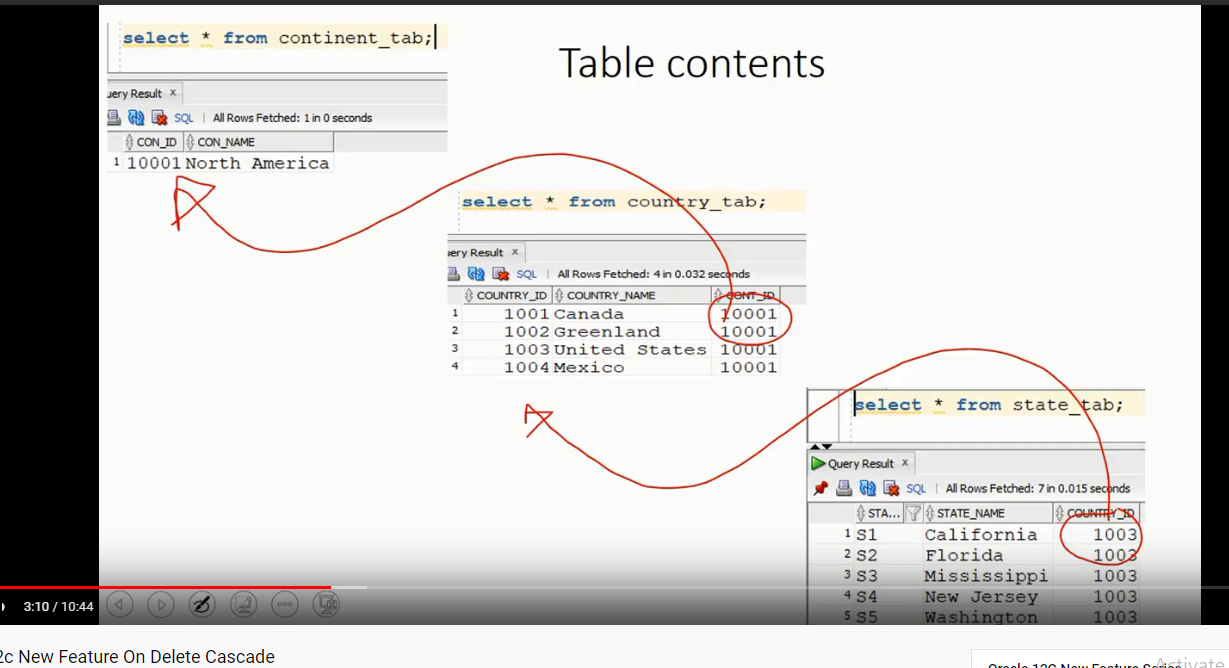 select * from continent_tab;
Table contents
uery Result x
SQL | All Rows Fetched: 1 in 0 seconds
CON_ID CON_NAME
1 10001 North America
select * from country_tab;
uery Result x
SQL | All Rows Fetched: 4 in 0.032 seconds
COUNTRY_ID COUNTRY_NAME CONT_ID
1 1001 Canada 10001
2 1002 Greenland 10001
3 1003 United States 10001
4 1004 Mexico 10001
select * from state_tab;
Query Result x
SQL | All Rows Fetched: 7 in 0.015 seconds
STA... STATE_NAME COUNTRY_ID
1 S1 California 1003
2 S2 Florida 1003
3 S3 Mississippi 1003
4 S4 New Jersey 1003
5 S5 Washington 1003
3:10 / 10:44
2c New Feature On Delete Cascade
Oracle 12C New Feature Series
Activate